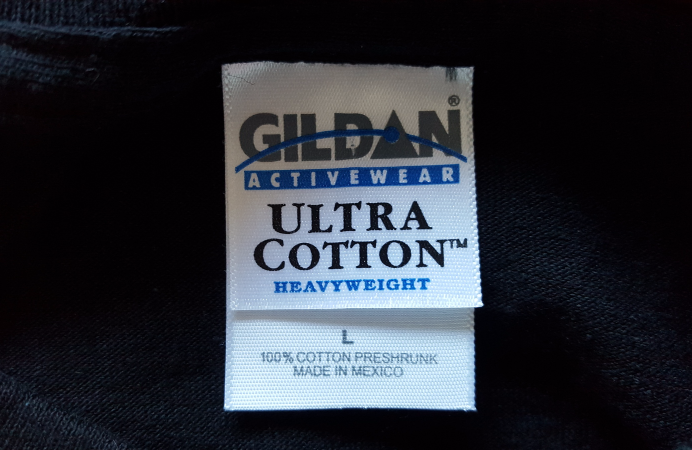 GILDAN®
ACTIVEWEAR
ULTRA
COTTON™
HEAVYWEIGHT
L
100% COTTON PRESHRUNK
MADE IN MEXICO